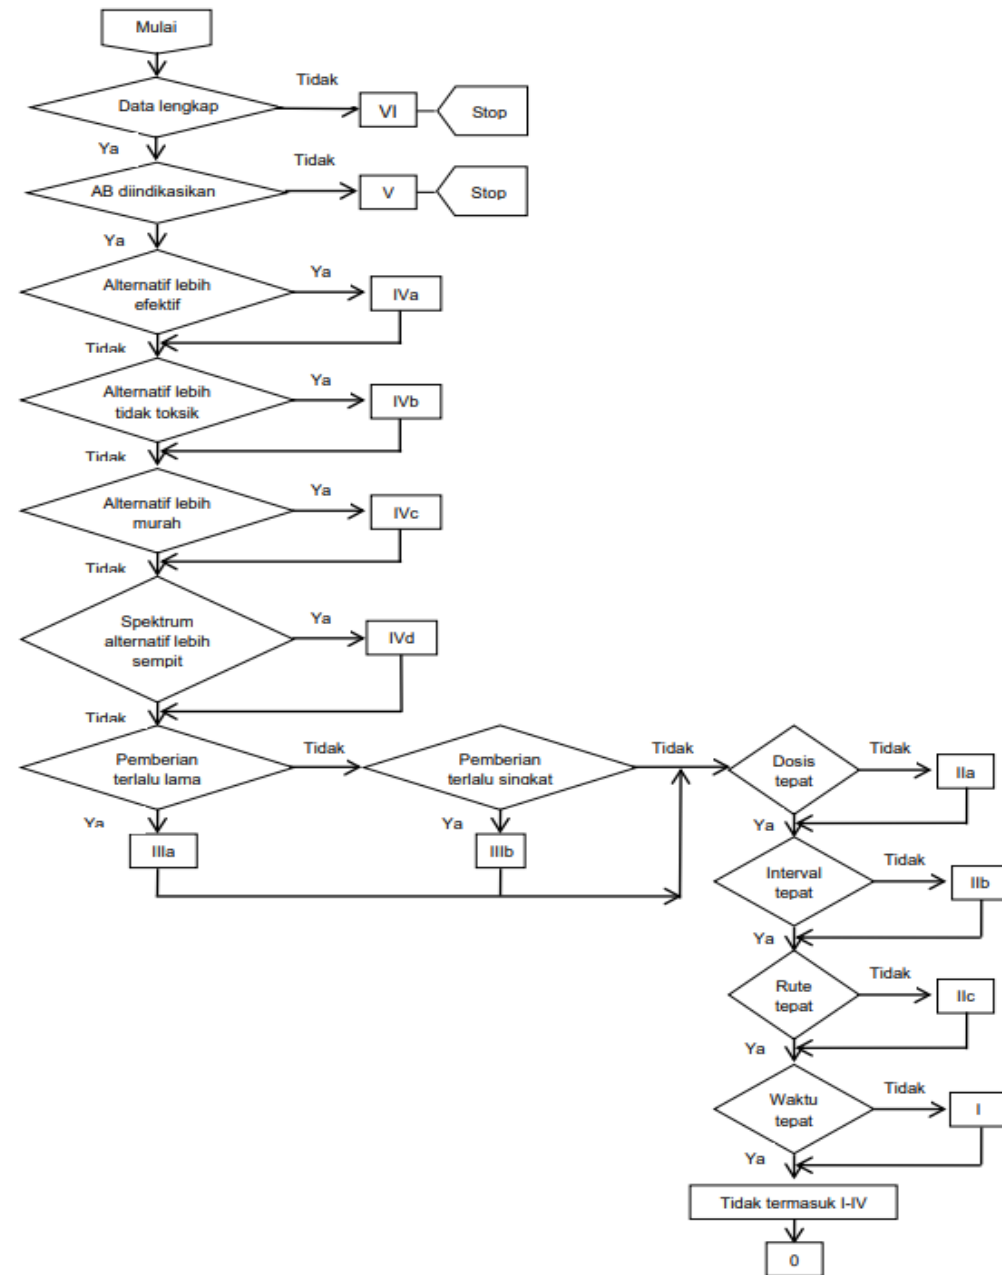 Mulai
Tidak
Data lengkap
VI
Stop
Ya
Tidak
AB diindikasikan
V
Stop
Ya
Alternatif lebih
efektif
Ya
IVa
Tidak
Alternatif lebih
tidak toksik
Ya
IVb
Tidak
Alternatif lebih
murah
Ya
IVc
Tidak
Spektrum
alternatif lebih
sempit
Ya
IVd
Tidak
Pemberian
terlalu lama
Tidak
Pemberian
terlalu singkat
Tidak
Dosis
tepat
Tidak
IIa
Ya
IIIa
Ya
IIIb
Ya
Interval
tepat
Tidak
IIb
Ya
Rute
tepat
Tidak
IIc
Ya
Waktu
tepat
Tidak
I
Ya
Tidak termasuk I-IV
0